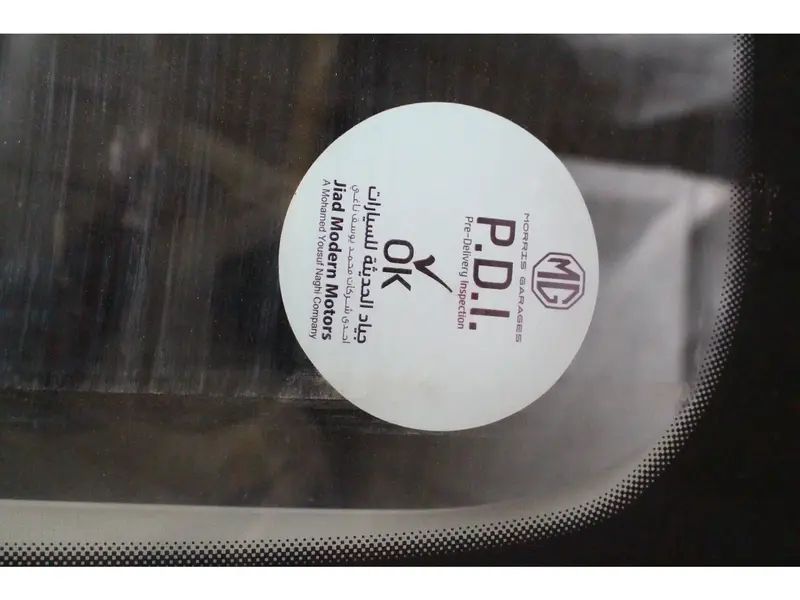 MG
MORRIS GARAGES
P.D.I.
Pre-Delivery Inspection
ok
جياد الحديثة للسيارات
احدى شركات محمد يوسف ناغي
Jiad Modern Motors
A Mohamed Yousuf Naghi Company